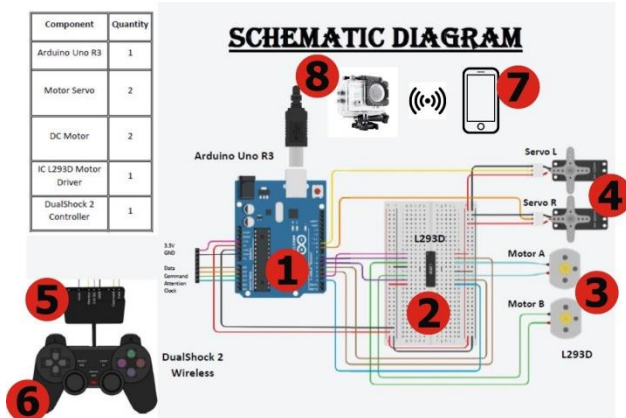 Component Quantity
Arduino Uno R3 1
Motor Servo 2
DC Motor 2
IC L293D Motor
Driver
1
DualShock 2
Controller
1
SCHEMATIC DIAGRAM
8
7
Arduino Uno R3
Servo L
Servo R
4
L293D
Motor A
3.3V
GND
1
2
3
Data
Command
Attention
Clock
Motor B
5
L293D
DualShock 2
Wireless
6